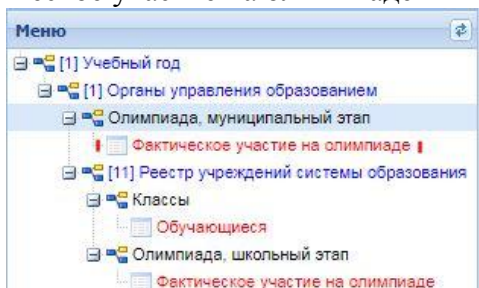 Меню
[1] Учебный год
[1] Органы управления образованием
Олимпиада, муниципальный этап
Фактическое участие на олимпиаде
[11] Реестр учреждений системы образования
Классы
Обучающиеся
Олимпиада, школьный этап
Фактическое участие на олимпиаде